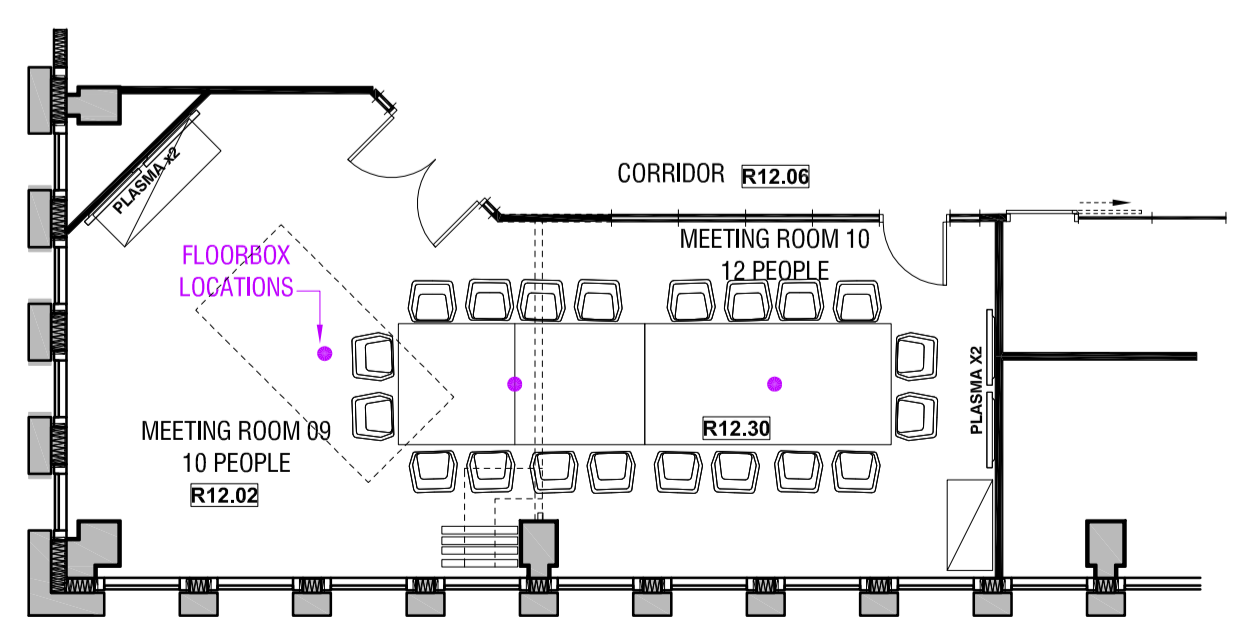 PLASMA x2
CORRIDOR R12.06
MEETING ROOM 10
12 PEOPLE
FLOORBOX
LOCATIONS
PLASMA X2
MEETING ROOM 09
10 PEOPLE
R12.02
R12.30